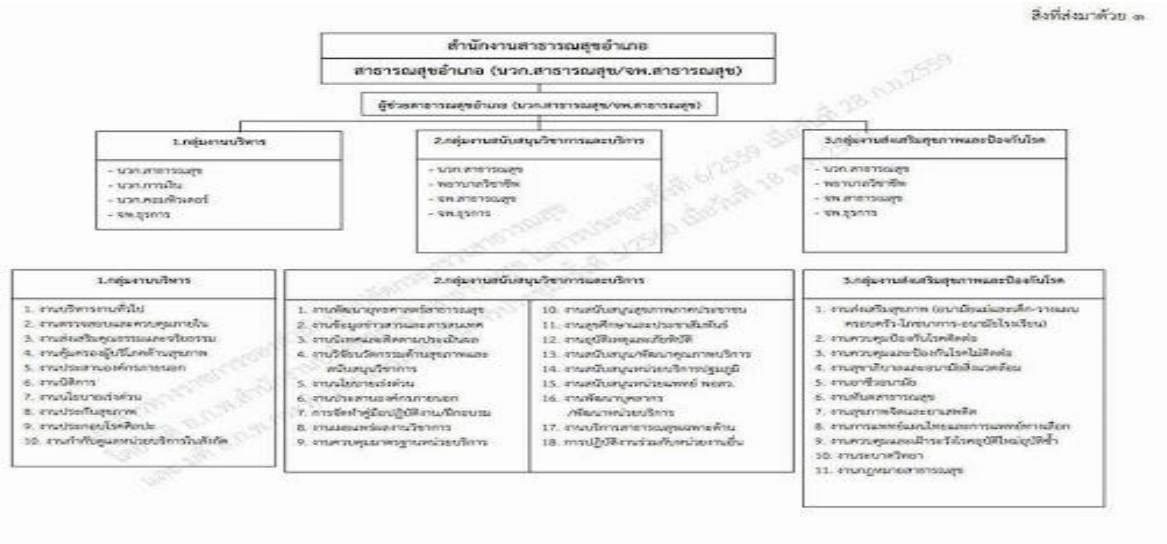 สิ่งที่ส่งมาด้วย ๓
สำนักงานสาธารณสุขอำเภอ
สาธารณสุขอำเภอ (นวก.สาธารณสุข/จพ.สาธารณสุข)
ผู้ช่วยสาธารณสุขอำเภอ (นวก.สาธารณสุข/จพ.สาธารณสุข)
1.กลุ่มงานบริหาร
- นวก.สาธารณสุข
- นวก.การเงิน
- นวก.คอมพิวเตอร์
- จพ.ธุรการ
2.กลุ่มงานสนับสนุนวิชาการและบริการ
- นวก.สาธารณสุข
- พยาบาลวิชาชีพ
- จพ.สาธารณสุข
- จพ.ธุรการ
3.กลุ่มงานส่งเสริมสุขภาพและป้องกันโรค
- นวก.สาธารณสุข
- พยาบาลวิชาชีพ
- จพ.สาธารณสุข
- จพ.ธุรการ
1.กลุ่มงานบริหาร
1. งานบริหารงานทั่วไป
2. งานตรวจสอบและควบคุมภายใน
3. งานส่งเสริมคุณธรรมและจริยธรรม
4. งานคุ้มครองผู้บริโภคด้านสุขภาพ
5. งานประสานองค์กรภายนอก
6. งานนิติการ
7. งานนโยบายเร่งด่วน
8. งานประกันสุขภาพ
9. งานประกอบโรคศิลปะ
10. งานกำกับดูแลหน่วยบริการในสังกัด
2.กลุ่มงานสนับสนุนวิชาการและบริการ
1. งานพัฒนายุทธศาสตร์สาธารณสุข
2. งานข้อมูลข่าวสารและสารสนเทศ
3. งานนิเทศและติดตามประเมินผล
4. งานวิจัยนวัตกรรมด้านสุขภาพและ
สนับสนุนวิชาการ
5. งานนโยบายเร่งด่วน
6. งานประสานองค์กรภายนอก
7. การจัดทำคู่มือปฏิบัติงาน/ฝึกอบรม
8. งานเผยแพร่ผลงานวิชาการ
9. งานควบคุมมาตรฐานหน่วยบริการ
10. งานสนับสนุนสุขภาพภาคประชาชน
11. งานสุขศึกษาและประชาสัมพันธ์
12. งานอุบัติเหตุและภัยพิบัติ
13. งานสนับสนุน/พัฒนาคุณภาพบริการ
14. งานสนับสนุนหน่วยบริการปฐมภูมิ
15. งานสนับสนุนหน่วยแพทย์ พอสว.
16. งานพัฒนาบุคลากร
/พัฒนาหน่วยบริการ
17. งานบริการสาธารณสุขเฉพาะด้าน
18. การปฏิบัติงานร่วมกับหน่วยงานอื่น
3.กลุ่มงานส่งเสริมสุขภาพและป้องกันโรค
1. งานส่งเสริมสุขภาพ (อนามัยแม่และเด็ก-วางแผน
ครอบครัว-โภชนาการ-อนามัยโรงเรียน)
2. งานควบคุมป้องกันโรคติดต่อ
3. งานควบคุมและป้องกันโรคไม่ติดต่อ
4. งานสุขาภิบาลและอนามัยสิ่งแวดล้อม
5. งานอาชีวอนามัย
6. งานทันตสาธารณสุข
7. งานสุขภาพจิตและยาเสพติด
8. งานการแพทย์แผนไทยและการแพทย์ทางเลือก
9. งานควบคุมและเฝ้าระวังโรคอุบัติใหม่อุบัติซ้ำ
10. งานระบาดวิทยา
11. งานกฎหมายสาธารณสุข